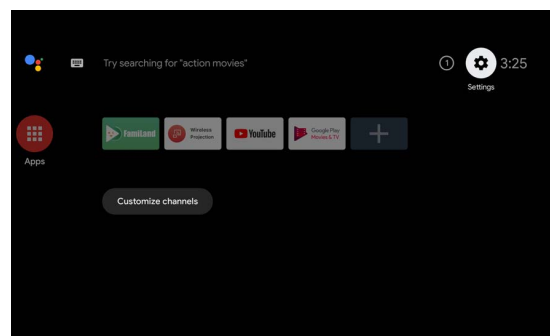 Try searching for "action movies"
1
3:25
Settings
Apps
FamiLand
Wireless
Projection
YouTube
Google Play
Movies & TV
Customize channels